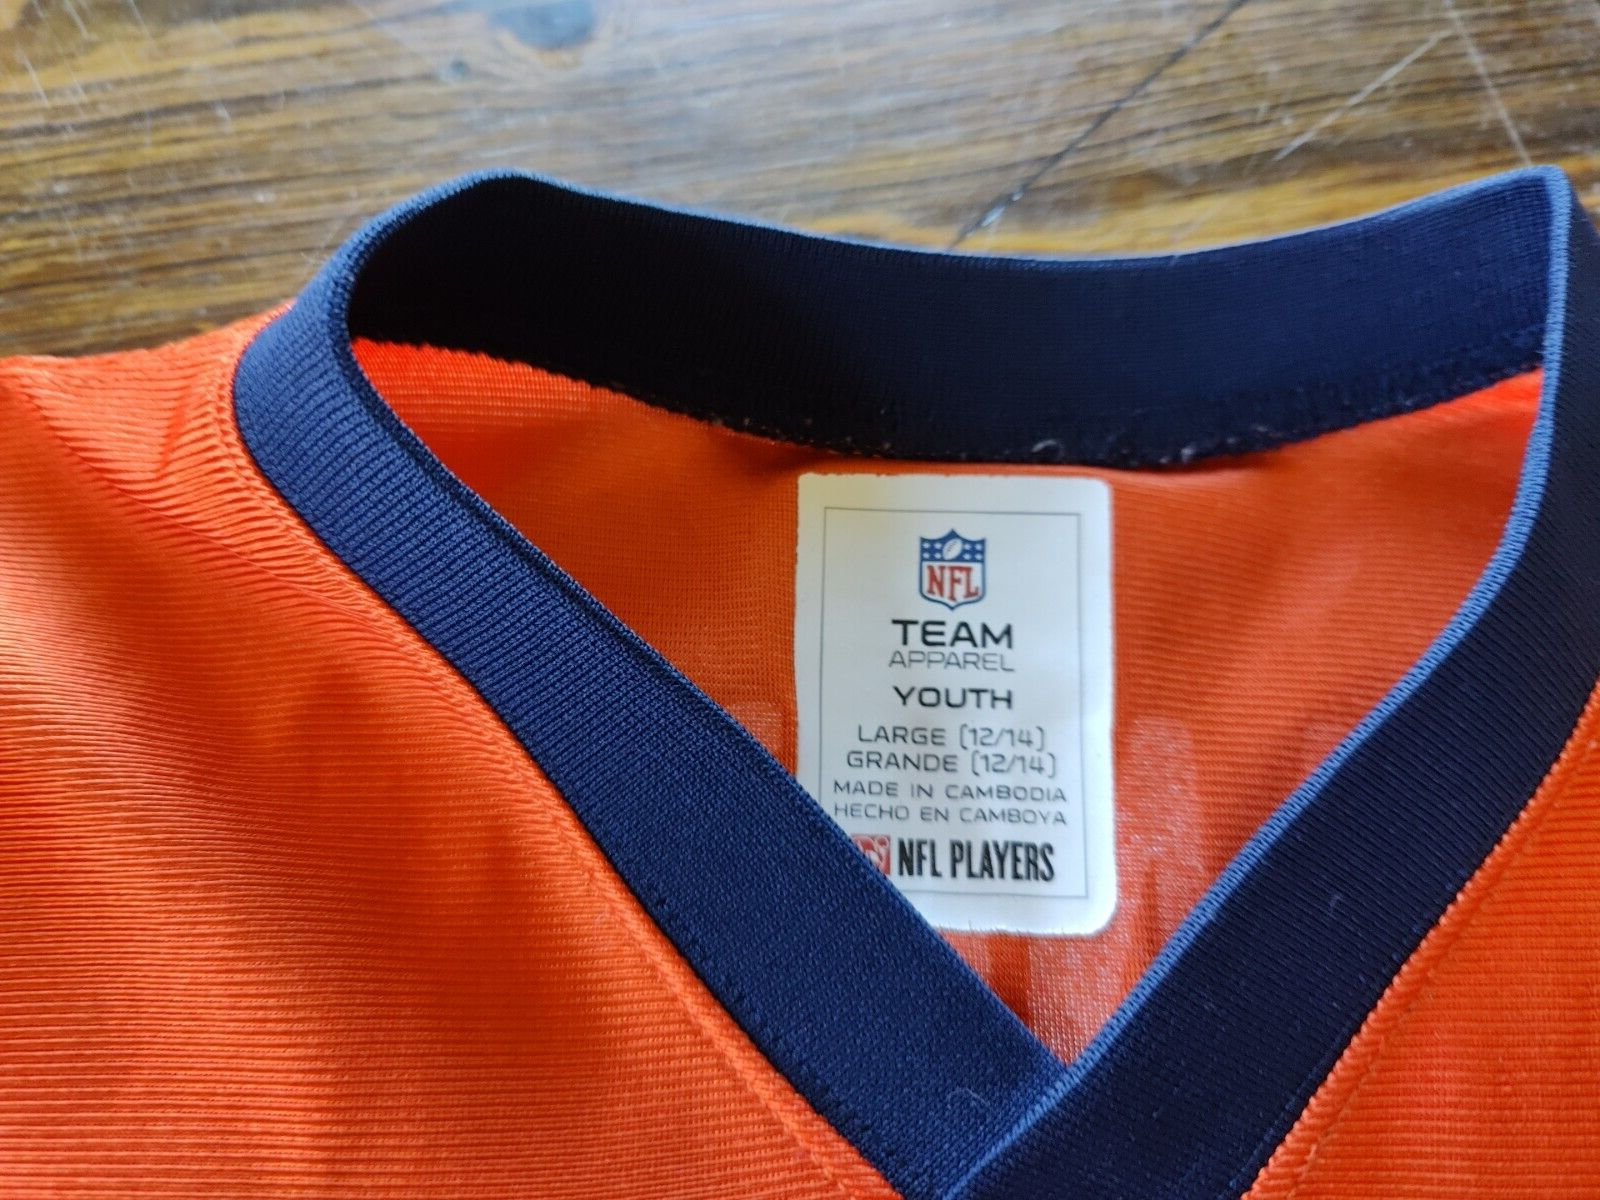 NFL
TEAM
APPAREL
YOUTH
LARGE (12/14)
GRANDE (12/14)
MADE IN CAMBODIA
HECHO EN CAMBOYA
NFL PLAYERS